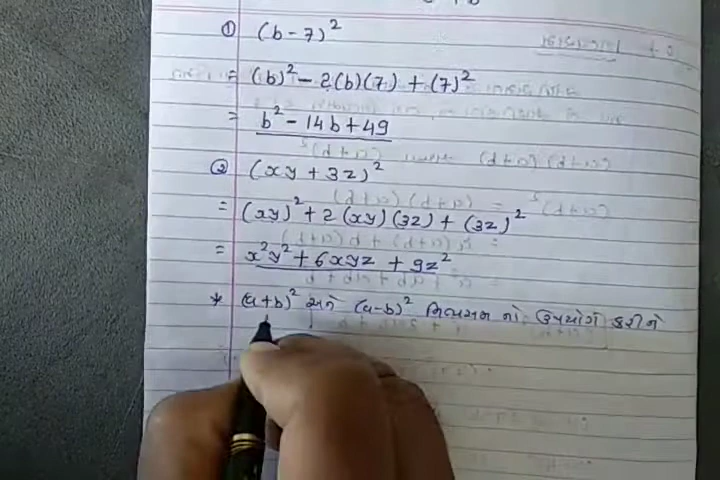 ① (b-7)²
= (b)² - 2(b)(7) + (7)²
= b² - 14b + 49
② (xy + 3z)²
= (xy)² + 2(xy)(3z) + (3z)²
= x²y² + 6xyz + 9z²
* (a+b)² અને (a-b)² નિત્યસમ નો ઉપયોગ કરીને